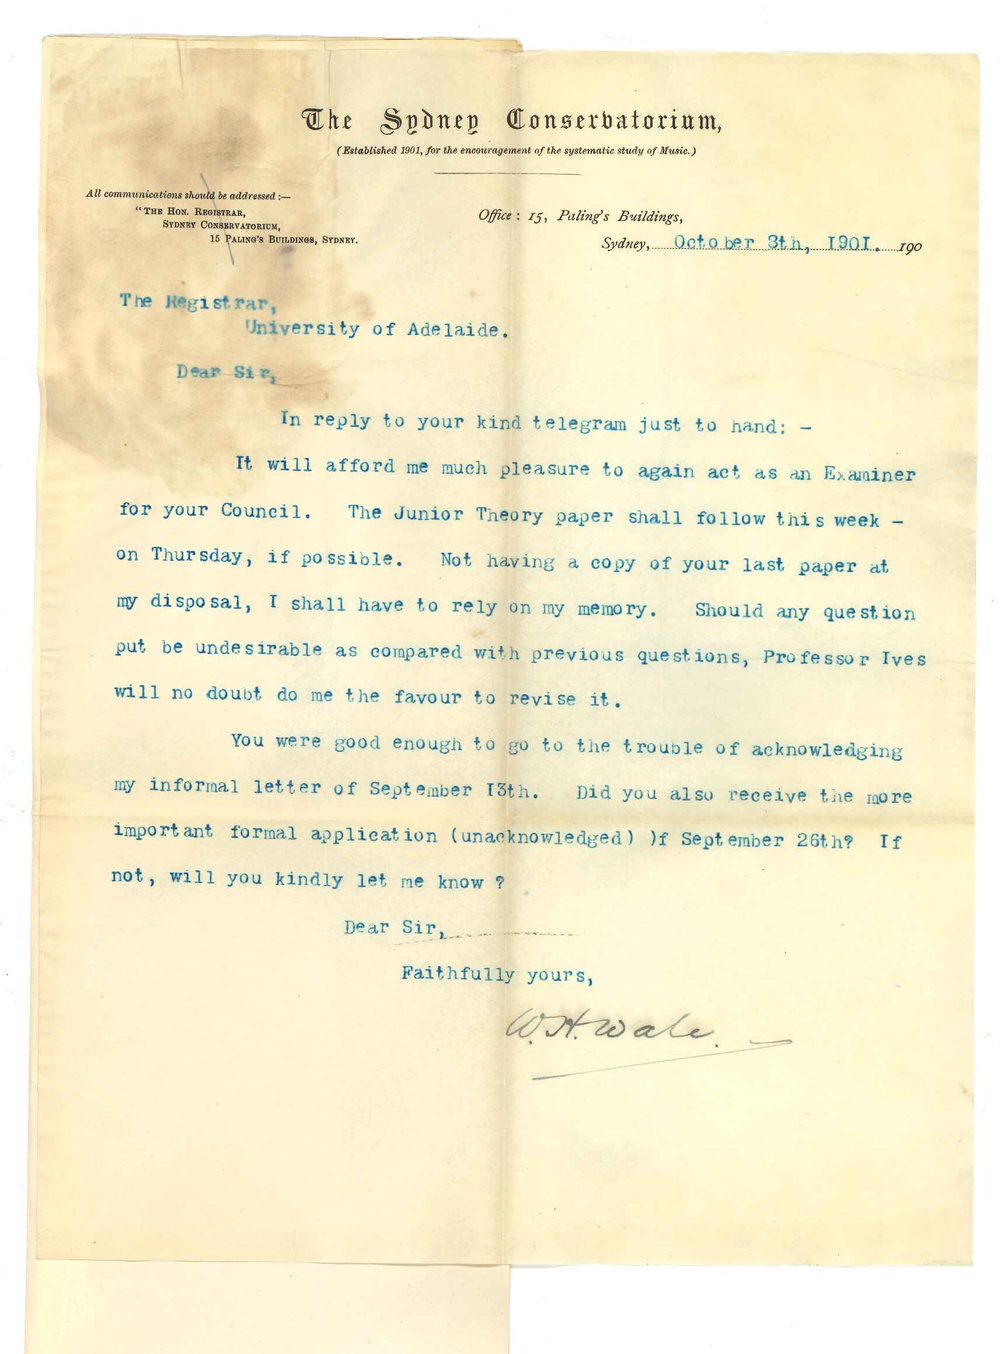 The Sydney Conservatorium,
(Established 1901, for the encouragement of the systematic study of Music.)
All communications should be addressed :—
"THE HON. REGISTRAR,
SYDNEY CONSERVATORIUM,
15 PALING'S BUILDINGS, SYDNEY.
Office : 15, Paling's Buildings,
Sydney, October 8th, 1901. 190
The Registrar,
University of Adelaide.
Dear Sir,
In reply to your kind telegram just to hand: -
It will afford me much pleasure to again act as an Examiner
for your Council. The Junior Theory paper shall follow this week -
on Thursday, if possible. Not having a copy of your last paper at
my disposal, I shall have to rely on my memory. Should any question
put be undesirable as compared with previous questions, Professor Ives
will no doubt do me the favour to revise it.
You were good enough to go to the trouble of acknowledging
my informal letter of September I3th. Did you also receive the more
important formal application (unacknowledged) )f September 26th? If
not, will you kindly let me know ?
Dear Sir,
Faithfully yours,
W. H. Wale.